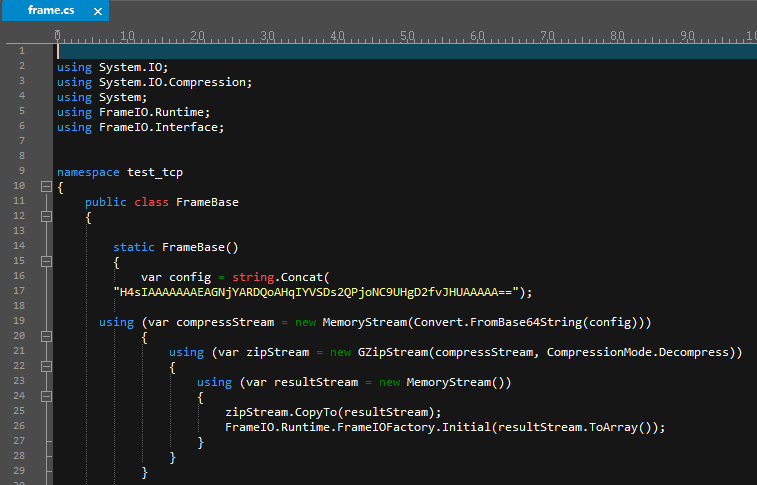 frame.cs ×
0 10 20 30 40 50 60 70 80 90 100
1
2 using System.IO;
3 using System.IO.Compression;
4 using System;
5 using FrameIO.Runtime;
6 using FrameIO.Interface;
7
8
9 namespace test_tcp
10 {
11 public class FrameBase
12 {
13
14 static FrameBase()
15 {
16 var config = string.Concat(
17 "H4sIAAAAAAAEAGNjYARDQoAHqIYVSDs2QPjoNC9UHgD2fvJHUAAAAA==");
18
19 using (var compressStream = new MemoryStream(Convert.FromBase64String(config)))
20 {
21 using (var zipStream = new GZipStream(compressStream, CompressionMode.Decompress))
22 {
23 using (var resultStream = new MemoryStream())
24 {
25 zipStream.CopyTo(resultStream);
26 FrameIO.Runtime.FrameIOFactory.Initial(resultStream.ToArray());
27 }
28 }
29 }